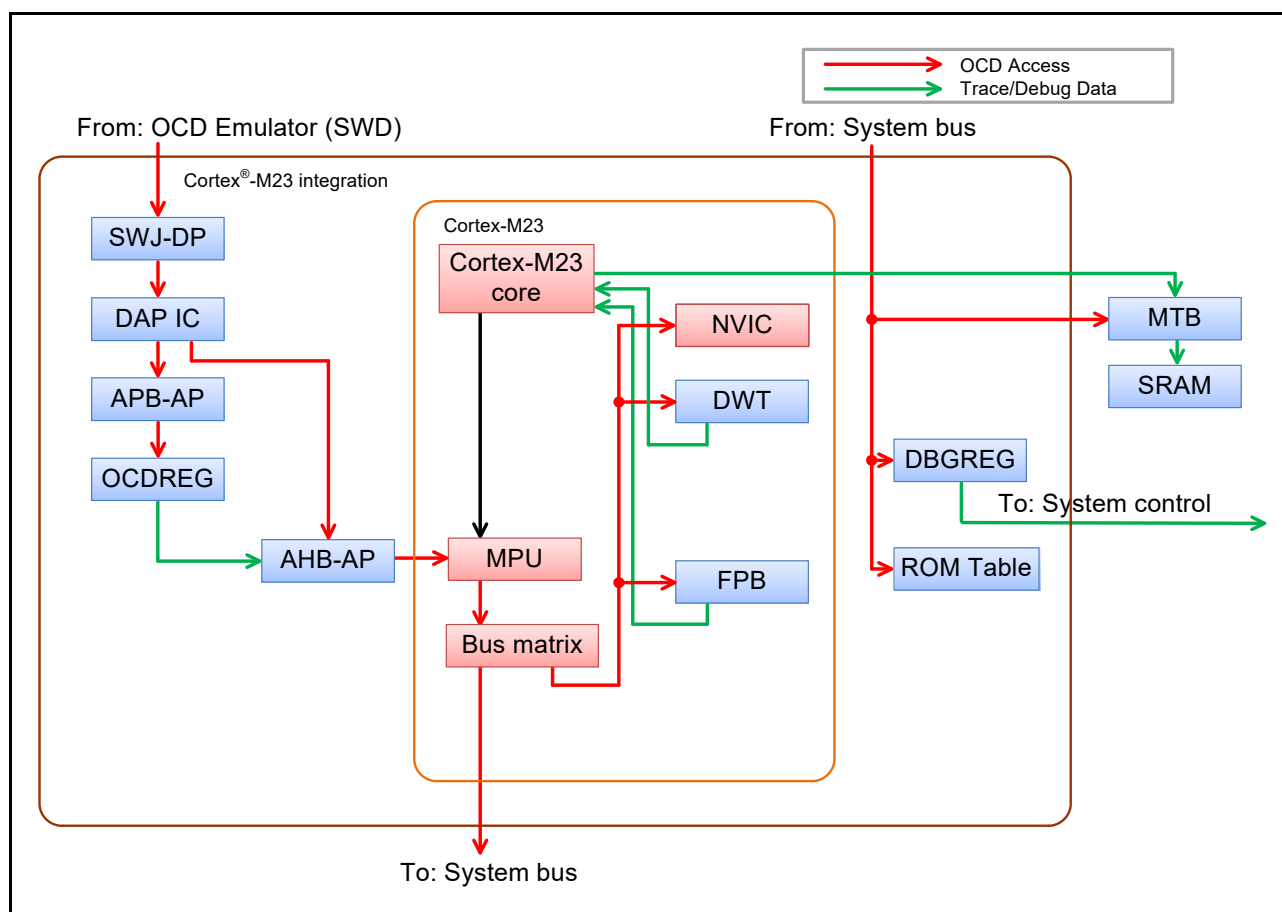 OCD Access
Trace/Debug Data
From: OCD Emulator (SWD)
From: System bus
Cortex®-M23 integration
Cortex-M23
SWJ-DP
Cortex-M23
core
DAP IC
NVIC
MTB
APB-AP
DWT
SRAM
OCDREG
DBGREG
To: System control
AHB-AP
MPU
FPB
ROM Table
Bus matrix
To: System bus